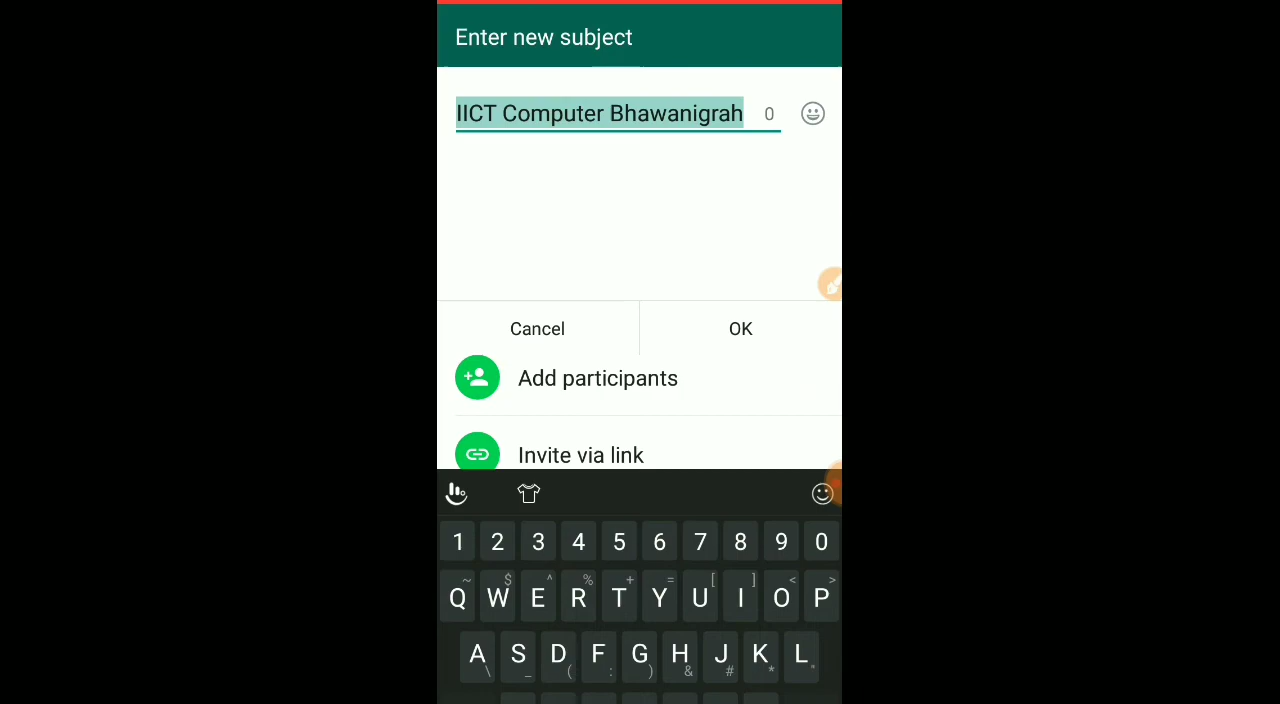 Enter new subject
IICT Computer Bhawanigrah 0
Cancel OK
Add participants
Invite via link
1 2 3 4 5 6 7 8 9 0
~ $ ^ % + = [ ] < >
Q W E R T Y U I O P
A S D F G H J K L
\ _ ( : ) & # * "